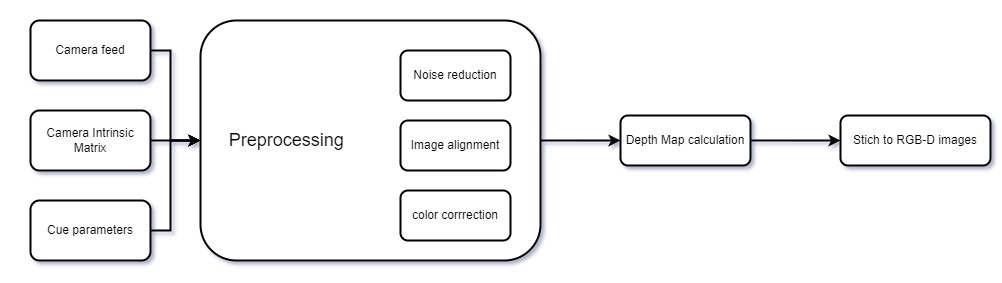 Camera feed
Camera Intrinsic
Matrix
Cue parameters
Preprocessing
Noise reduction
Image alignment
color corrrection
Depth Map calculation
Stich to RGB-D images